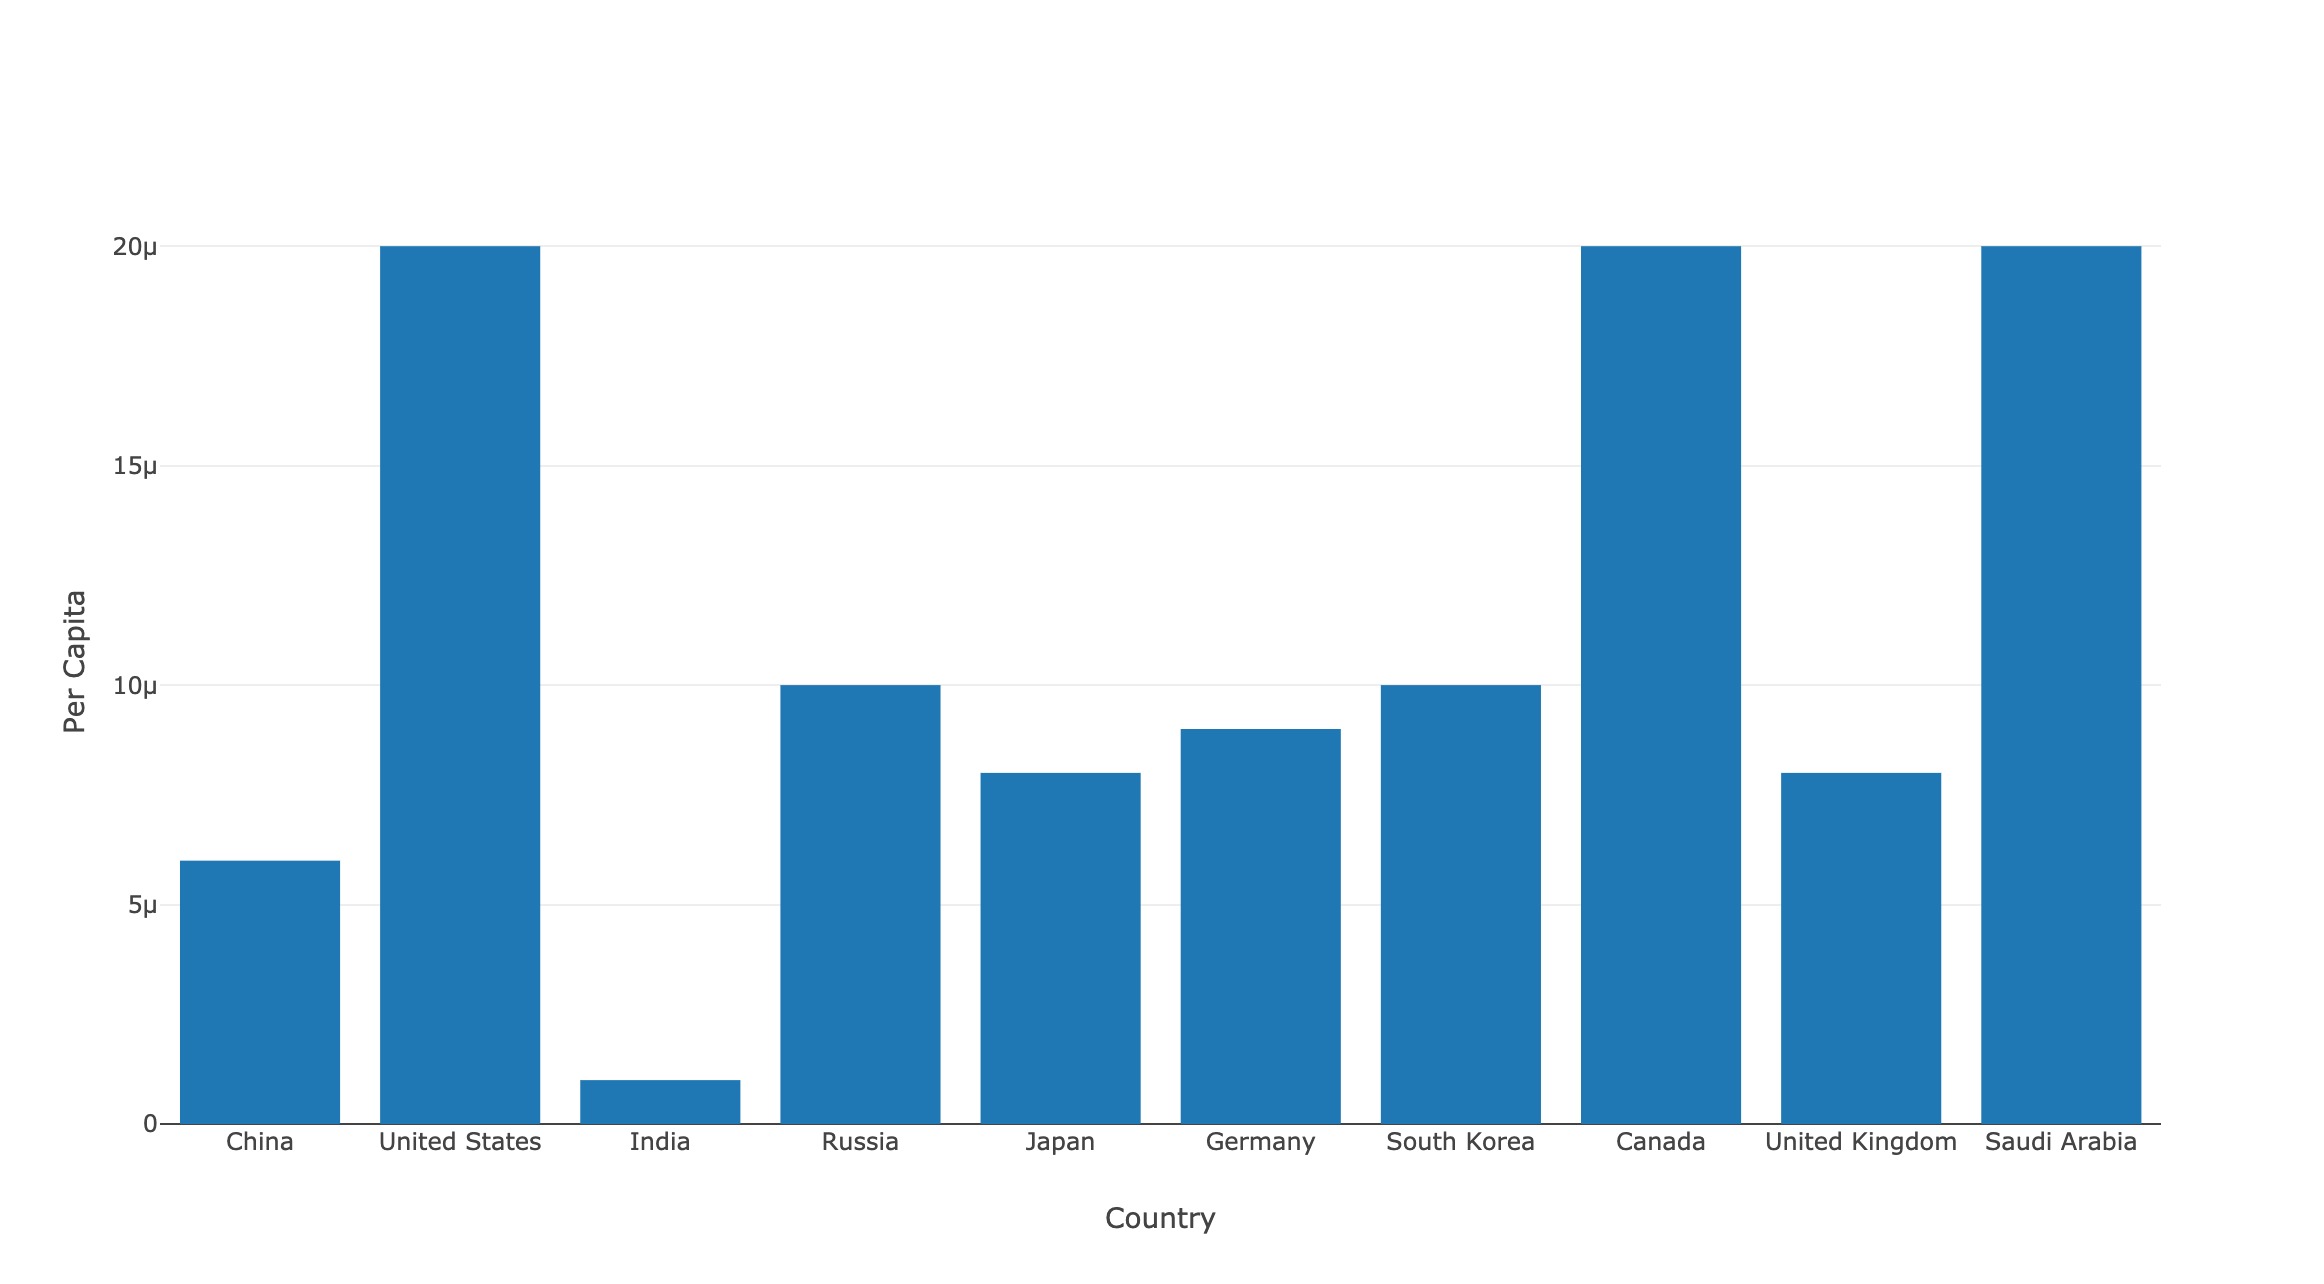 20µ
15µ
10µ
5µ
0
Per Capita
China United States India Russia Japan Germany South Korea Canada United Kingdom Saudi Arabia
Country